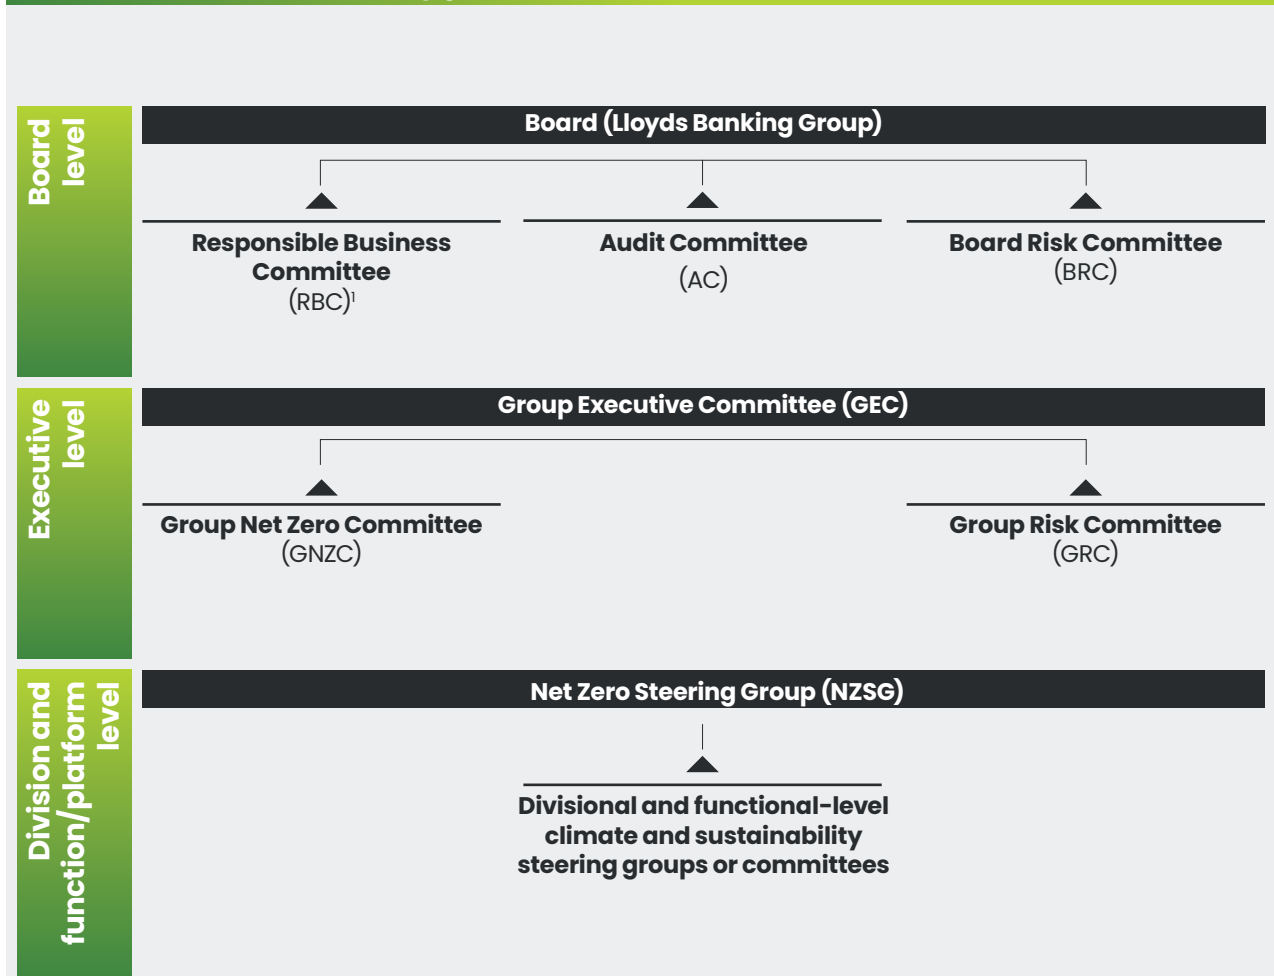 Board
level
Board (Lloyds Banking Group)
Responsible Business
Committee
(RBC)¹
Audit Committee
(AC)
Board Risk Committee
(BRC)
Executive
level
Group Executive Committee (GEC)
Group Net Zero Committee
(GNZC)
Group Risk Committee
(GRC)
Division and
function/platform
level
Net Zero Steering Group (NZSG)
Divisional and functional-level
climate and sustainability
steering groups or committees